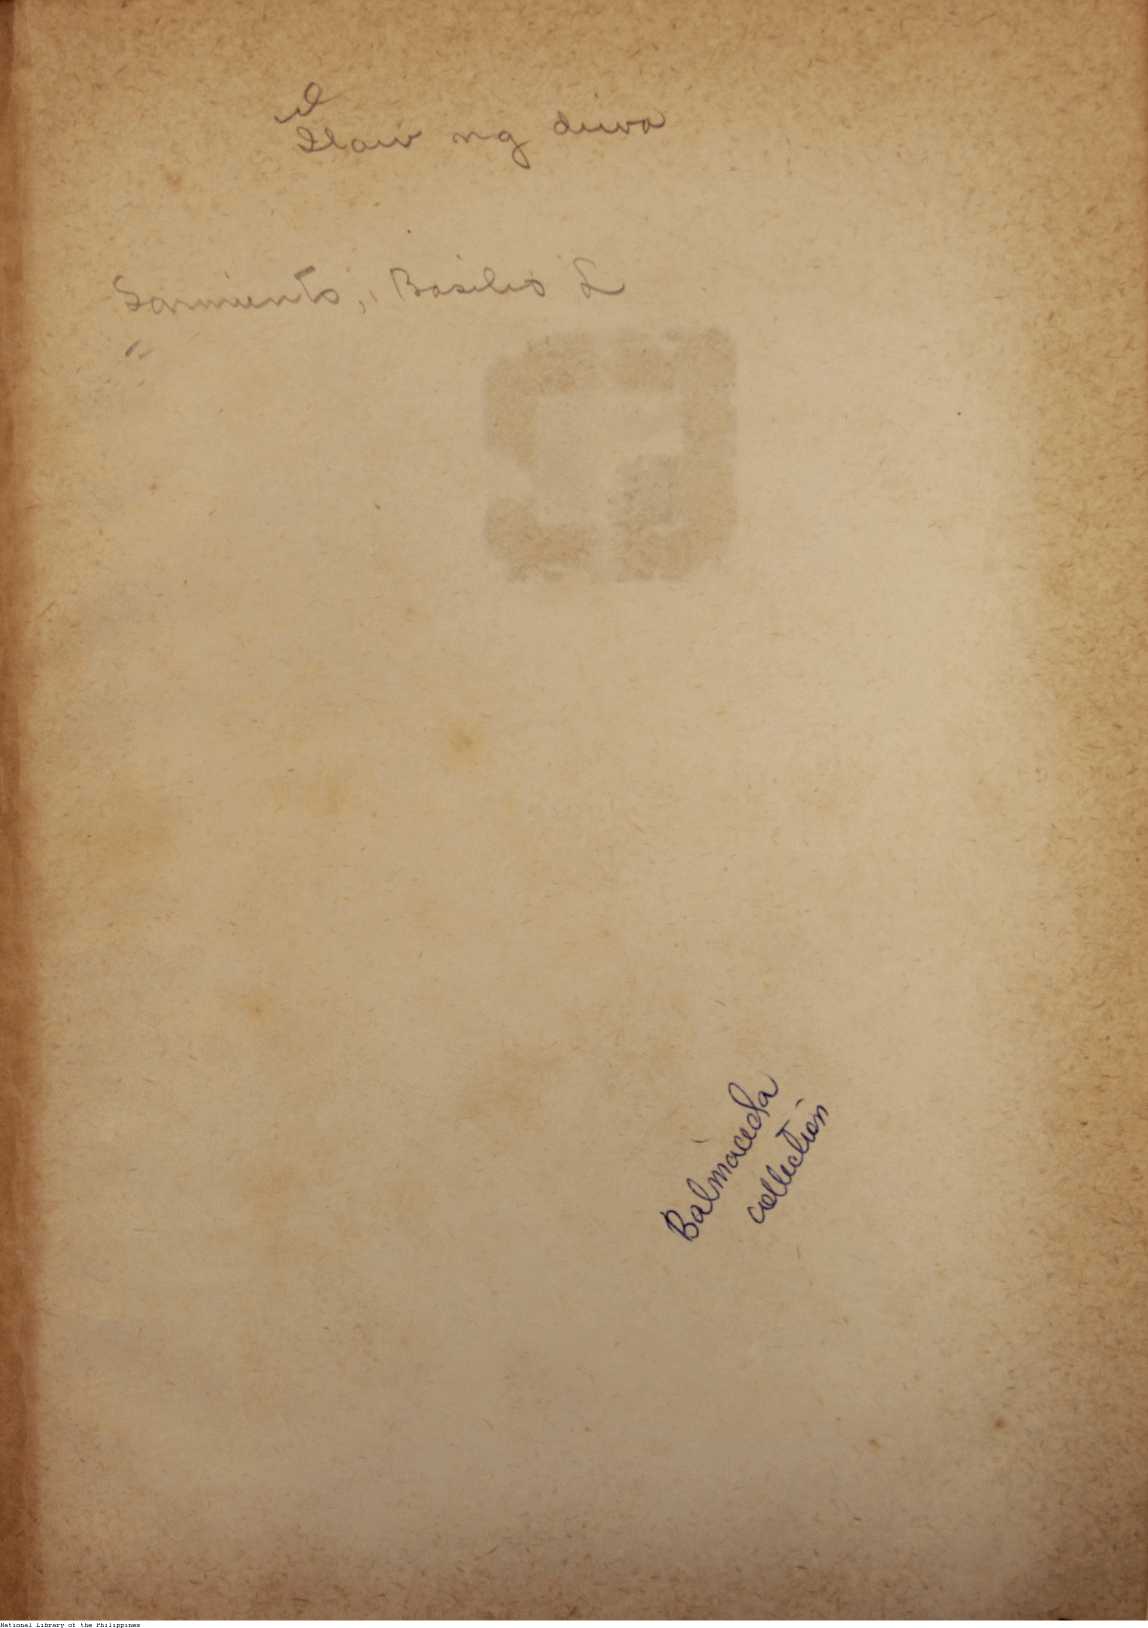 Ilaw ng diwa
Sarmiento, Basilio L
Balmaceda
collection
National Library of the Philippines